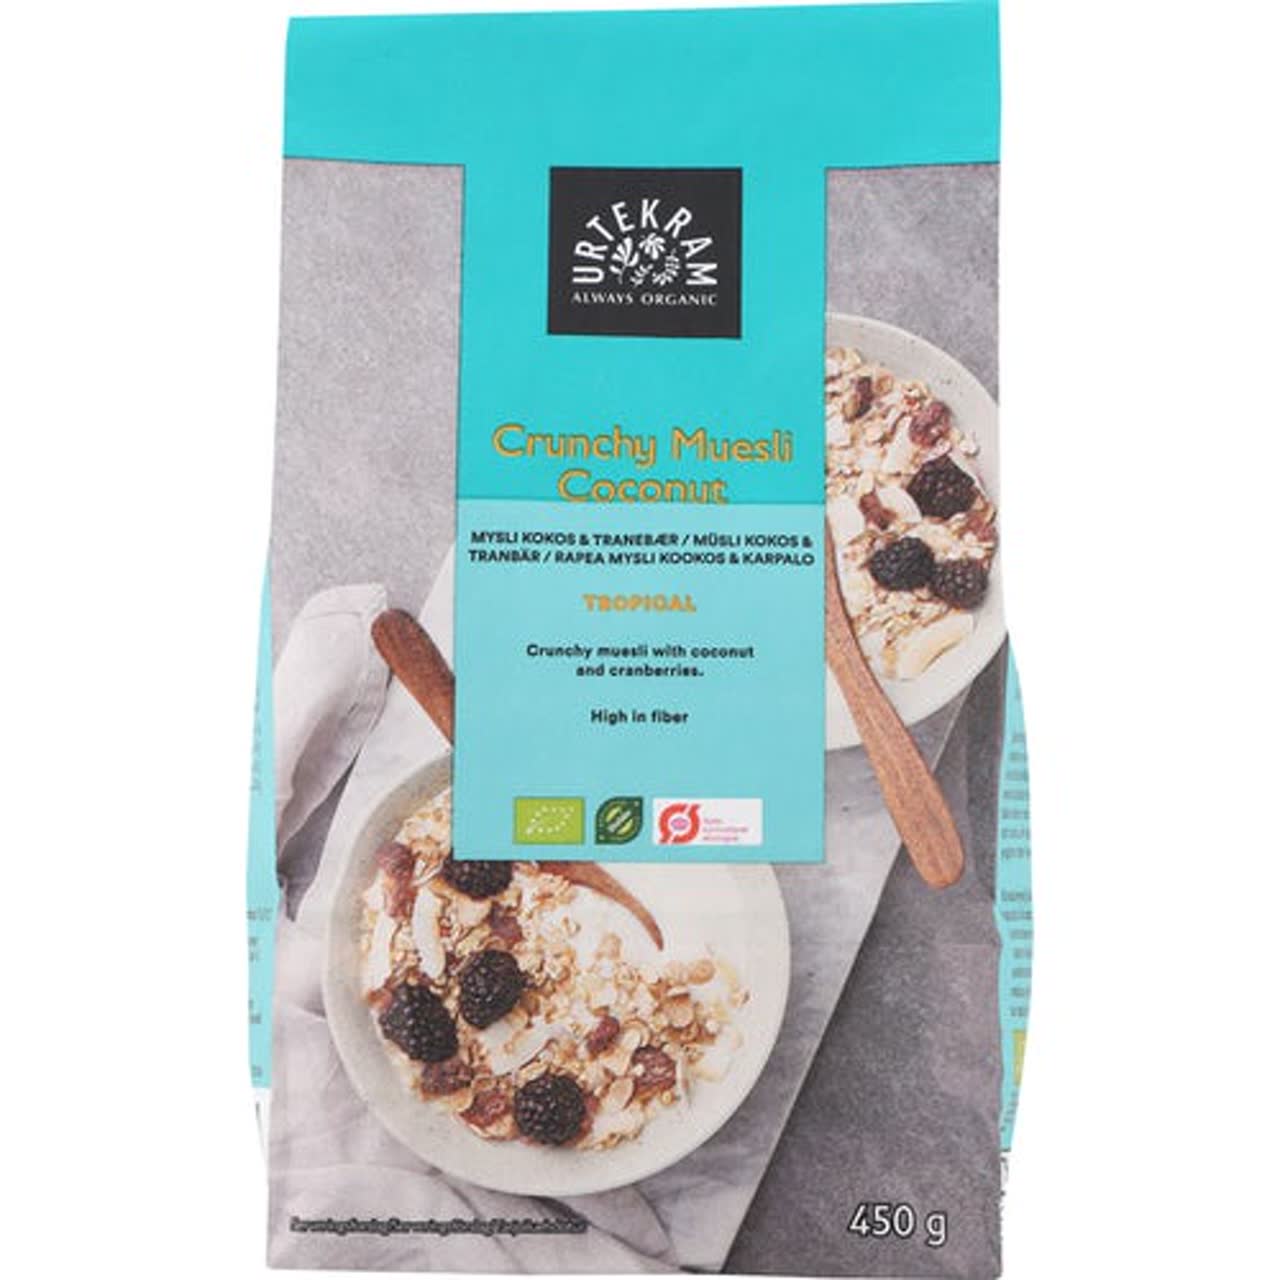 URTEKRAM
ALWAYS ORGANIC
Crunchy Muesli
Coconut
MYSLI KOKOS & TRANEBÆR / MÜSLI KOKOS &
TRANBÄR / RAPEA MYSLI KOOKOS & KARPALO
TROPICAL
Crunchy muesli with coconut
and cranberries.
High in fiber
450 g